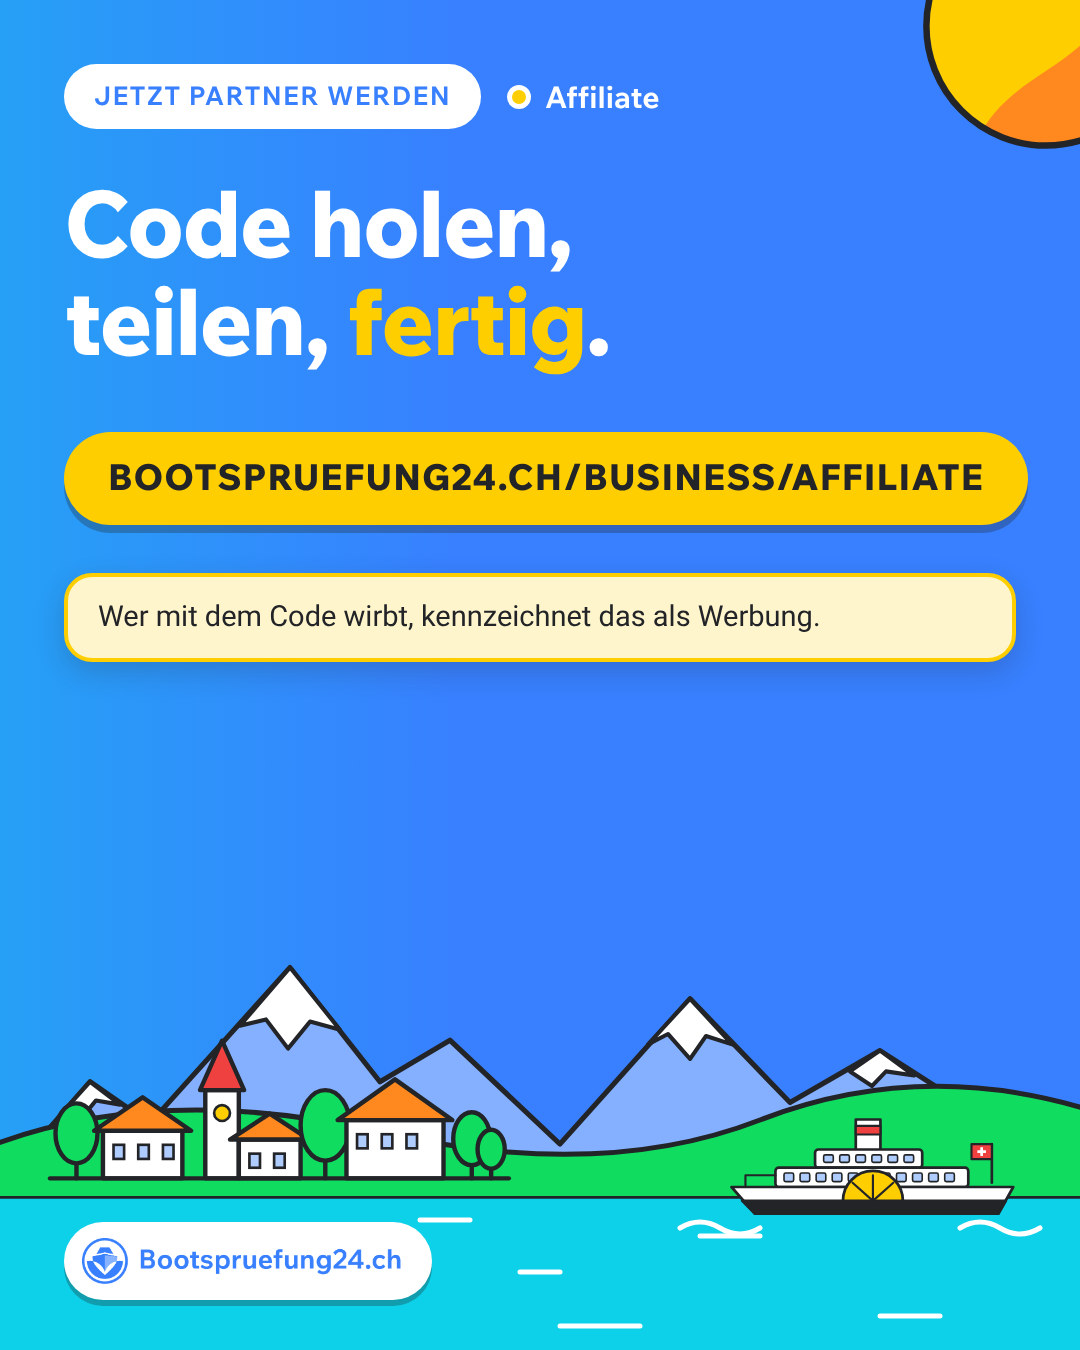 JETZT PARTNER WERDEN
Affiliate
Code holen,
teilen, fertig.
BOOTSPRUEFUNG24.CH/BUSINESS/AFFILIATE
Wer mit dem Code wirbt, kennzeichnet das als Werbung.
Bootspruefung24.ch